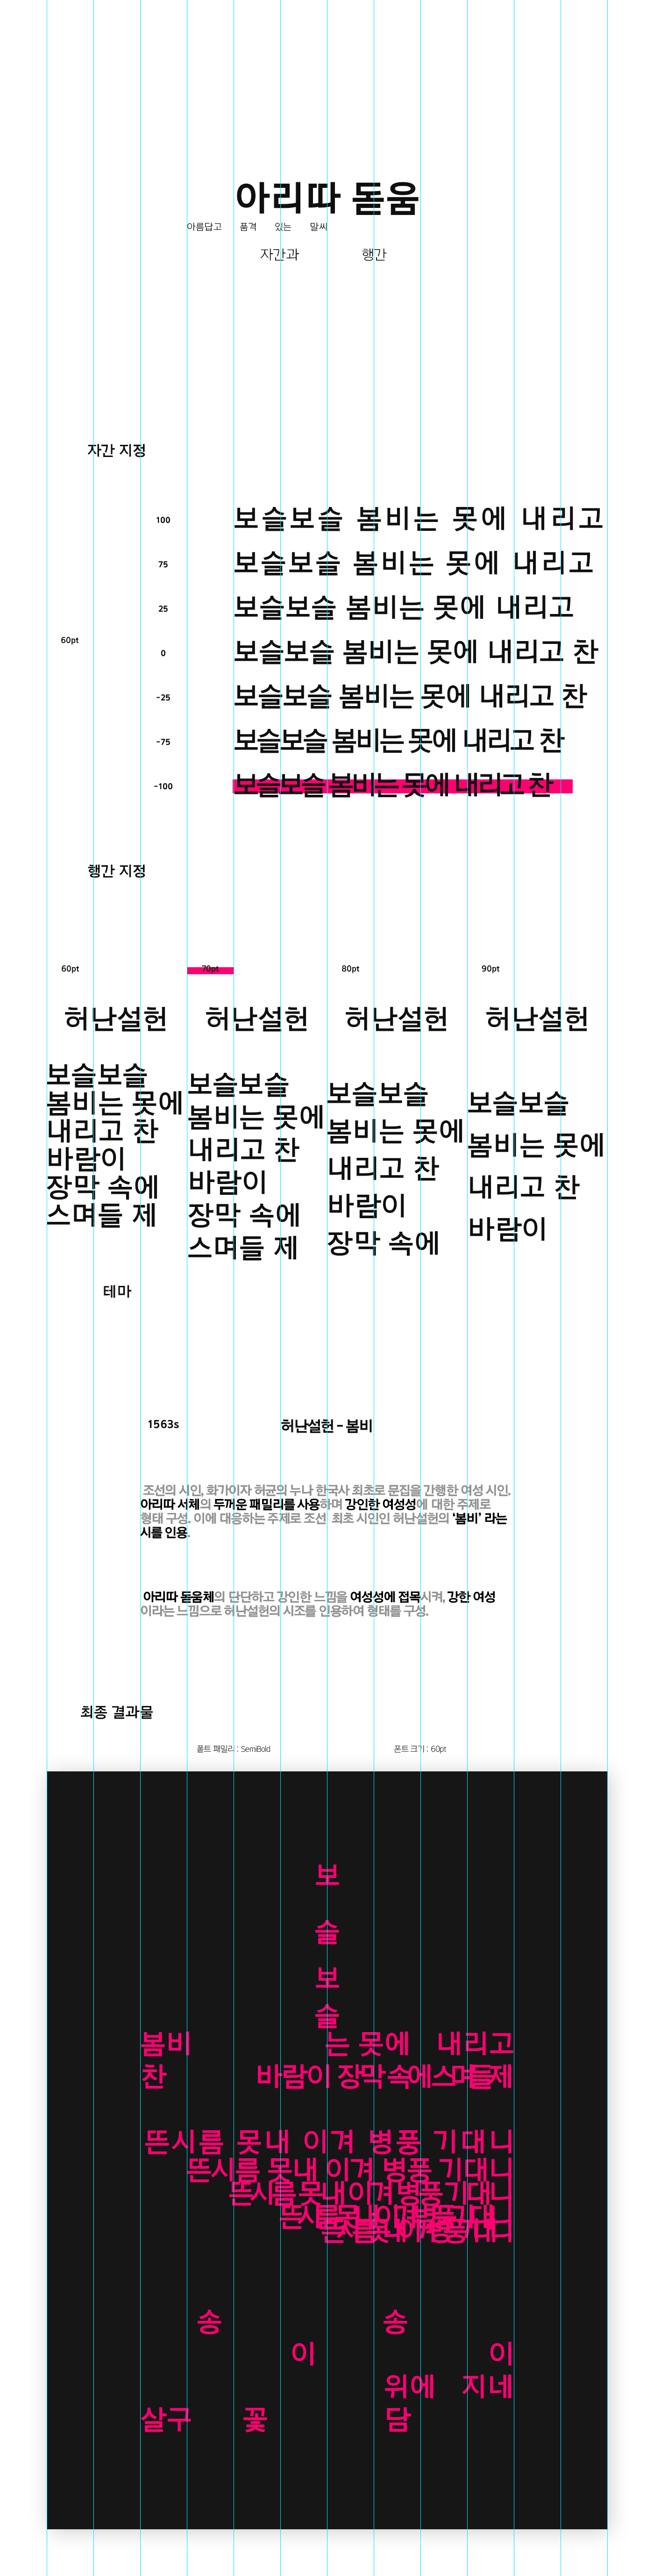 아리따 돋움
아름답고 품격 있는 말씨
자간과 행간
자간 지정
60pt
100 보슬보슬 봄비는 못에 내리고
75 보슬보슬 봄비는 못에 내리고
25 보슬보슬 봄비는 못에 내리고
0 보슬보슬 봄비는 못에 내리고 찬
-25 보슬보슬 봄비는 못에 내리고 찬
-75 보슬보슬 봄비는 못에 내리고 찬
-100 보슬보슬 봄비는 못에 내리고 찬
행간 지정
60pt
허난설헌
보슬보슬
봄비는 못에
내리고 찬
바람이
장막 속에
스며들 제
70pt
허난설헌
보슬보슬
봄비는 못에
내리고 찬
바람이
장막 속에
스며들 제
80pt
허난설헌
보슬보슬
봄비는 못에
내리고 찬
바람이
장막 속에
90pt
허난설헌
보슬보슬
봄비는 못에
내리고 찬
바람이
테마
1563s 허난설헌 - 봄비
조선의 시인, 화가이자 허균의 누나 한국사 최초로 문집을 간행한 여성 시인.
아리따 서체의 두꺼운 패밀리를 사용하며 강인한 여성성에 대한 주제로
형태 구성. 이에 대응하는 주제로 조선 최초 시인인 허난설헌의 ‘봄비’ 라는
시를 인용.
아리따 돋움체의 단단하고 강인한 느낌을 여성성에 접목시켜, 강한 여성
이라는 느낌으로 허난설헌의 시조를 인용하여 형태를 구성.
최종 결과물
폰트 패밀리 : SemiBold 폰트 크기 : 60pt
보
슬
보
슬
봄비 는 못에 내리고
찬 바람이 장막 속에스며들제
뜬시름 못내 이겨 병풍 기대니
뜬시름 못내 이겨 병풍 기대니
뜬시름못내이겨병풍기대니
뜬시름못내이겨병풍기대니
뜬시름못내이겨병풍기대니
송 송
이 이
위에 지네
살구 꽃 담